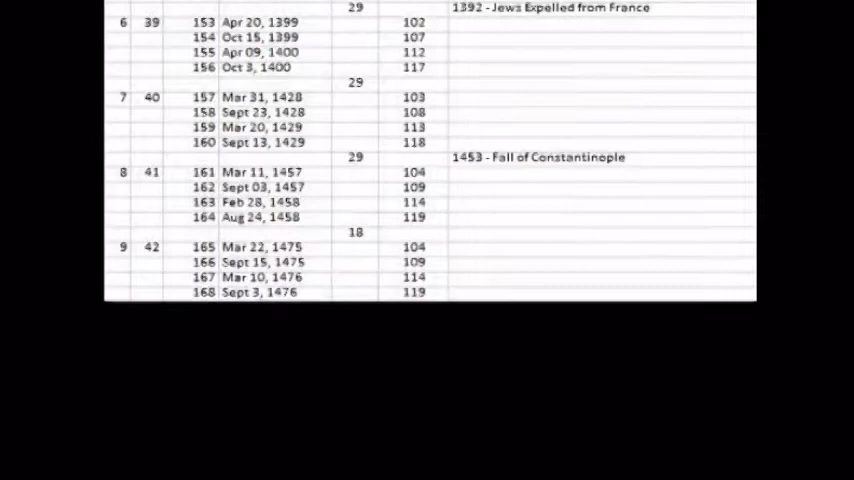 29 1392 - Jews Expelled from France
6 39 153 Apr 20, 1399 102
154 Oct 15, 1399 107
155 Apr 09, 1400 112
156 Oct 3, 1400 117
29
7 40 157 Mar 31, 1428 103
158 Sept 23, 1428 108
159 Mar 20, 1429 113
160 Sept 13, 1429 118
29 1453 - Fall of Constantinople
8 41 161 Mar 11, 1457 104
162 Sept 03, 1457 109
163 Feb 28, 1458 114
164 Aug 24, 1458 119
18
9 42 165 Mar 22, 1475 104
166 Sept 15, 1475 109
167 Mar 10, 1476 114
168 Sept 3, 1476 119